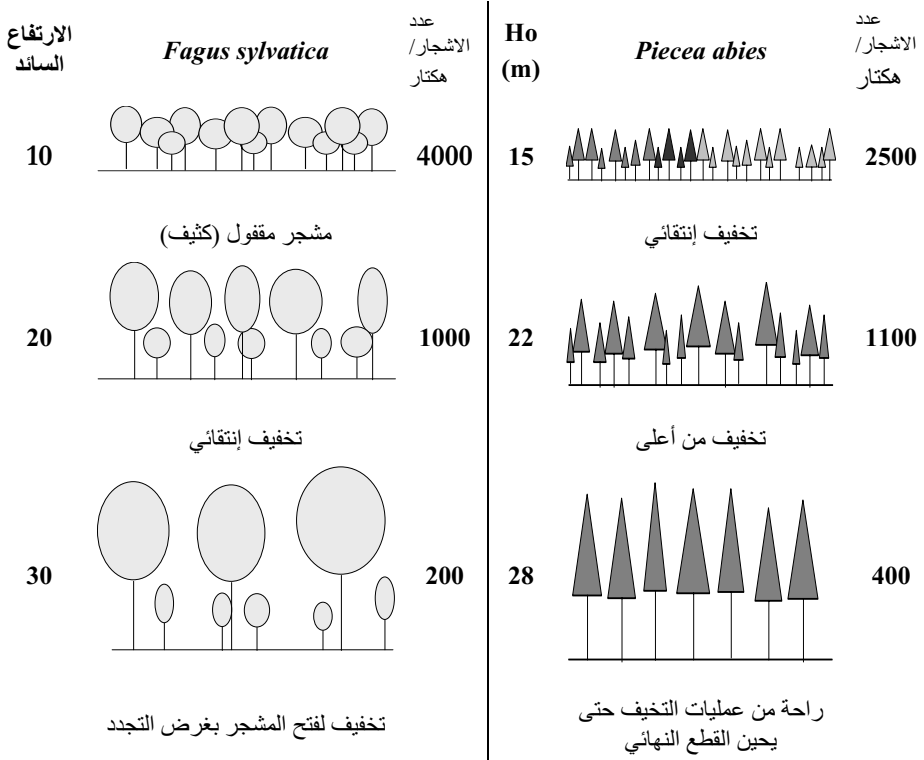 الارتفاع
السائد
Fagus sylvatica
عدد
الاشجار/
هكتار
10
4000
مشجر مقفول (كثيف)
20
1000
تخفيف إنتقائي
30
200
تخفيف لفتح المشجر بغرض التجدد
Ho
(m)
Piecea abies
عدد
الاشجار/
هكتار
15
2500
تخفيف إنتقائي
22
1100
تخفيف من أعلى
28
400
راحة من عمليات التخيف حتى
يحين القطع النهائي